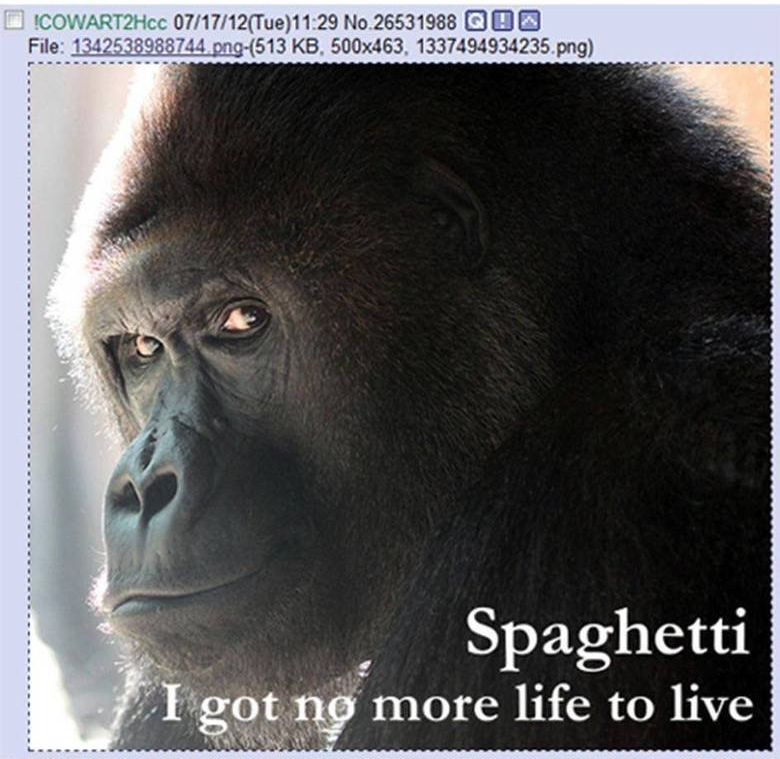 !COWART2Hcc 07/17/12(Tue)11:29 No.26531988
File: 1342538988744.png-(513 KB, 500x463, 1337494934235.png)
Spaghetti
I got no more life to live